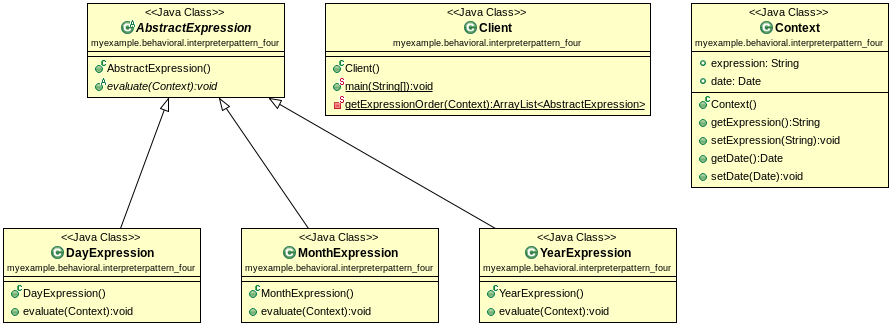 <<Java Class>>
AbstractExpression
myexample.behavioral.interpreterpattern_four
AbstractExpression()
evaluate(Context):void
<<Java Class>>
Client
myexample.behavioral.interpreterpattern_four
Client()
main(String[]):void
getExpressionOrder(Context):ArrayList<AbstractExpression>
<<Java Class>>
Context
myexample.behavioral.interpreterpattern_four
expression: String
date: Date
Context()
getExpression():String
setExpression(String):void
getDate():Date
setDate(Date):void
<<Java Class>>
DayExpression
myexample.behavioral.interpreterpattern_four
DayExpression()
evaluate(Context):void
<<Java Class>>
MonthExpression
myexample.behavioral.interpreterpattern_four
MonthExpression()
evaluate(Context):void
<<Java Class>>
YearExpression
myexample.behavioral.interpreterpattern_four
YearExpression()
evaluate(Context):void